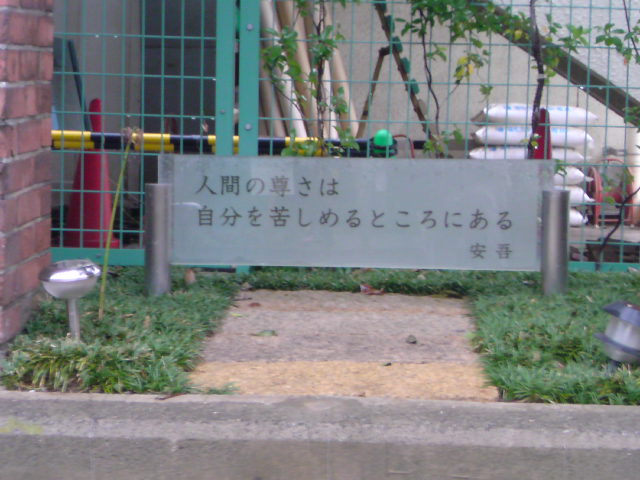 人間の尊さは
自分を苦しめるところにある
安吾